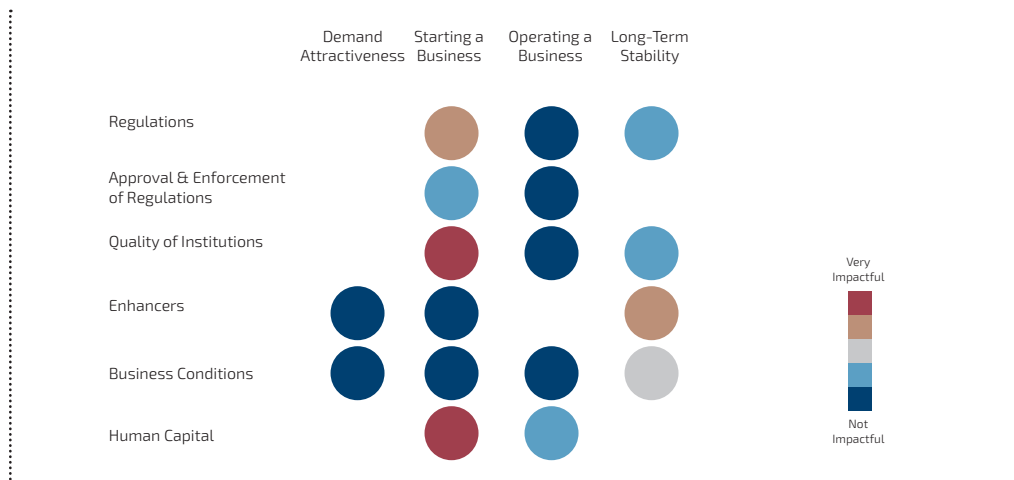 Demand
Attractiveness
Starting a
Business
Operating a
Business
Long-Term
Stability
Regulations
Approval & Enforcement
of Regulations
Quality of Institutions
Enhancers
Business Conditions
Human Capital
Very
Impactful
Not
Impactful